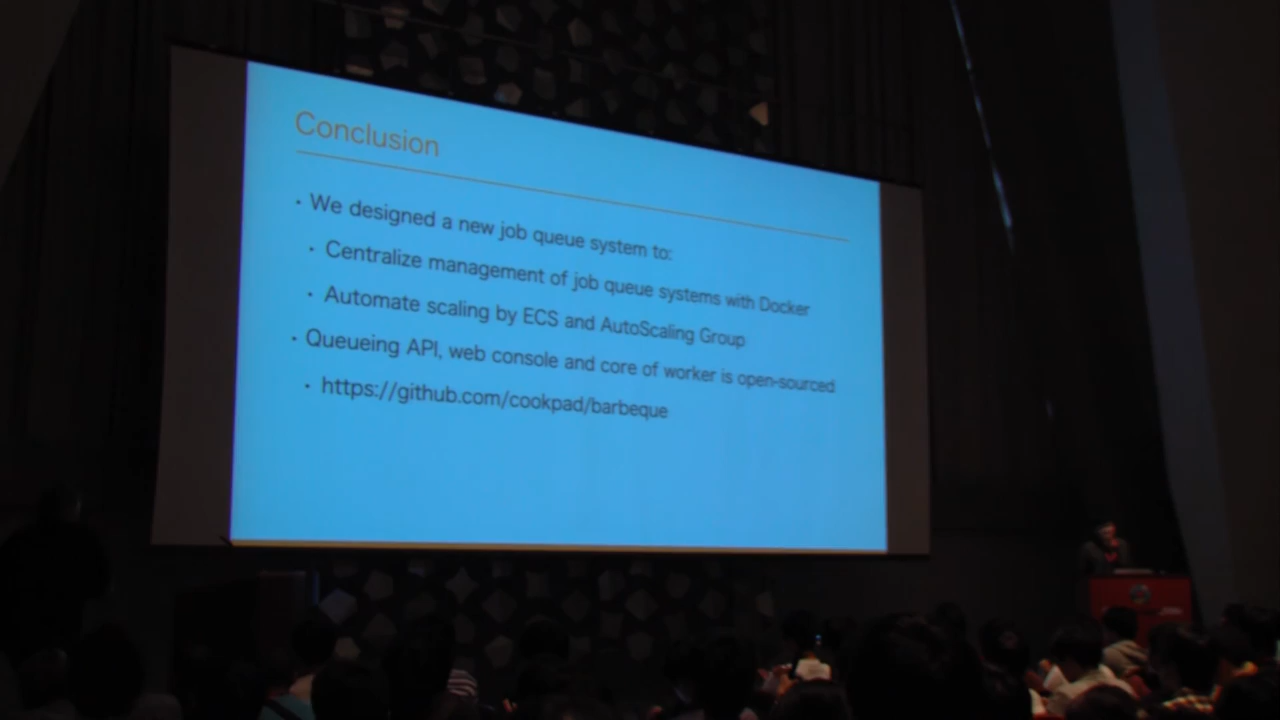 Conclusion
· We designed a new job queue system to:
· Centralize management of job queue systems with Docker
· Automate scaling by ECS and AutoScaling Group
· Queueing API, web console and core of worker is open-sourced
· https://github.com/cookpad/barbeque